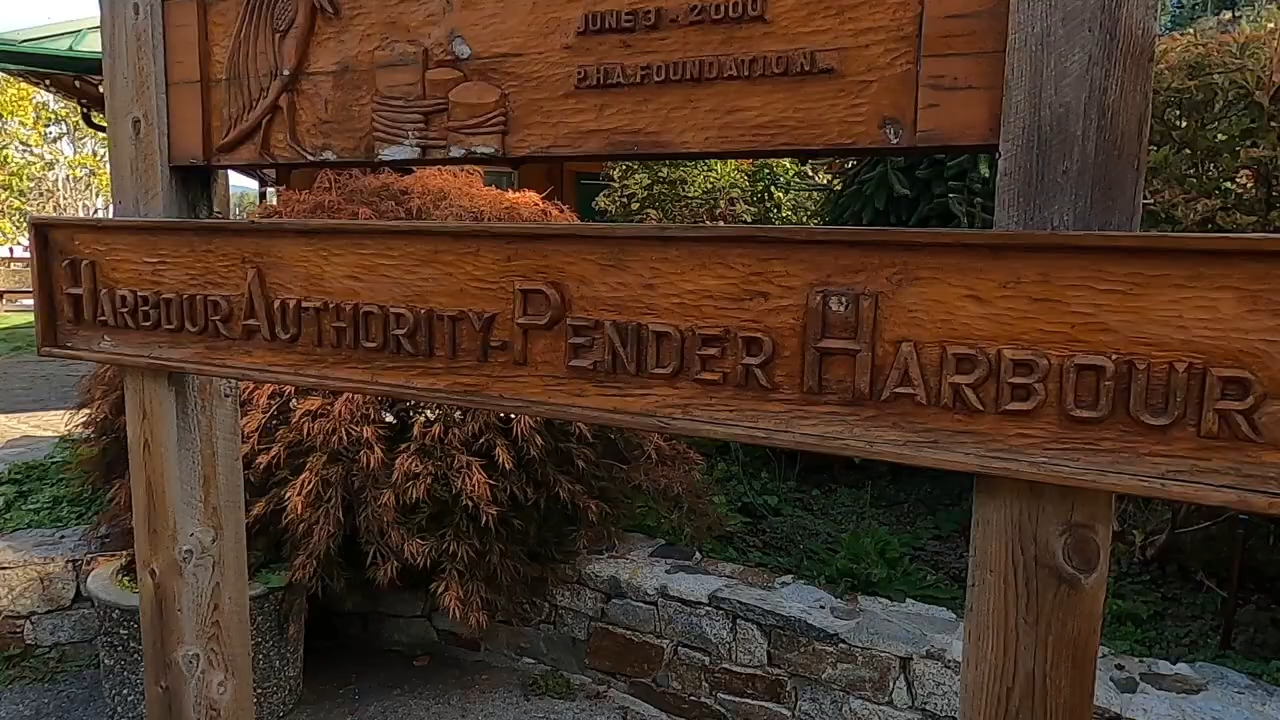 JUNE 3 - 2000
P.H.A. FOUNDATION
HARBOUR AUTHORITY-PENDER HARBOUR